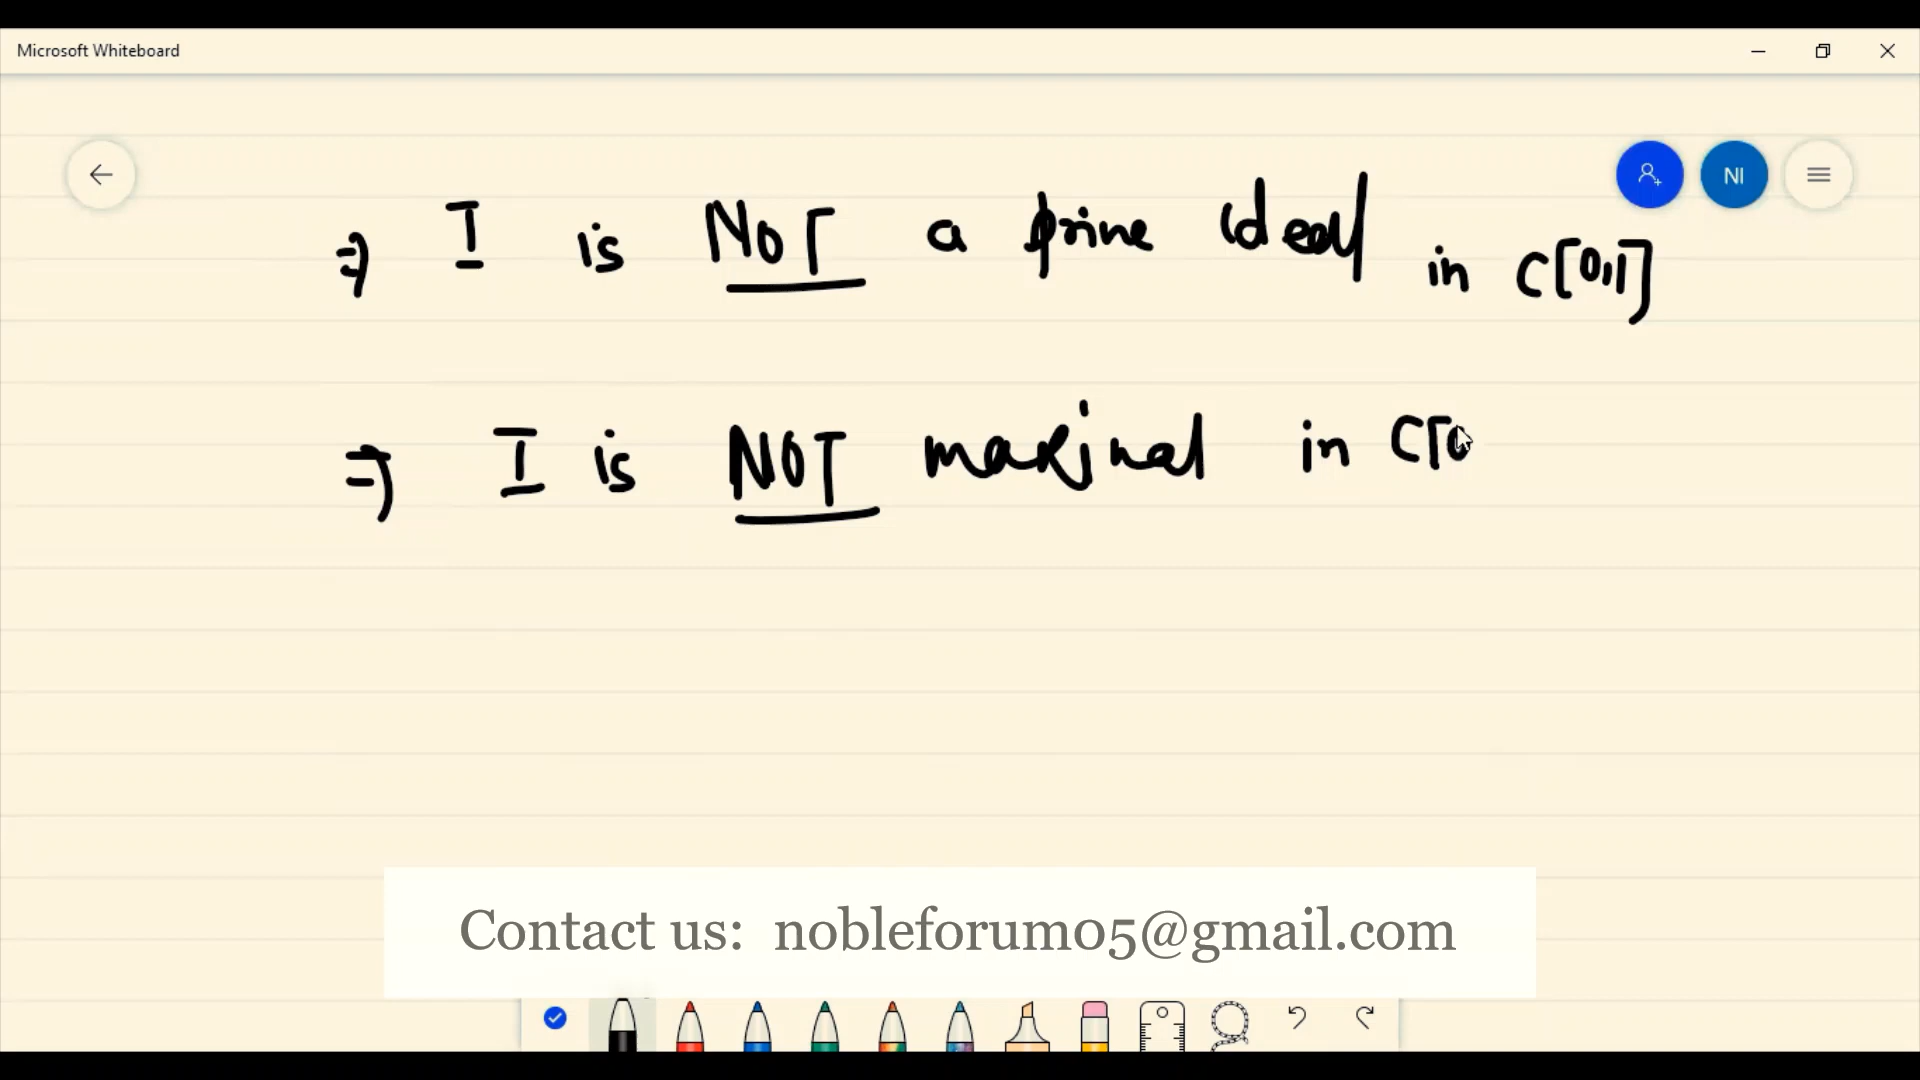 Microsoft Whiteboard
NI
⇒ I is NOT a prime ideal in C[0,1]
⇒ I is NOT maximal in C[0
Contact us: nobleforum05@gmail.com